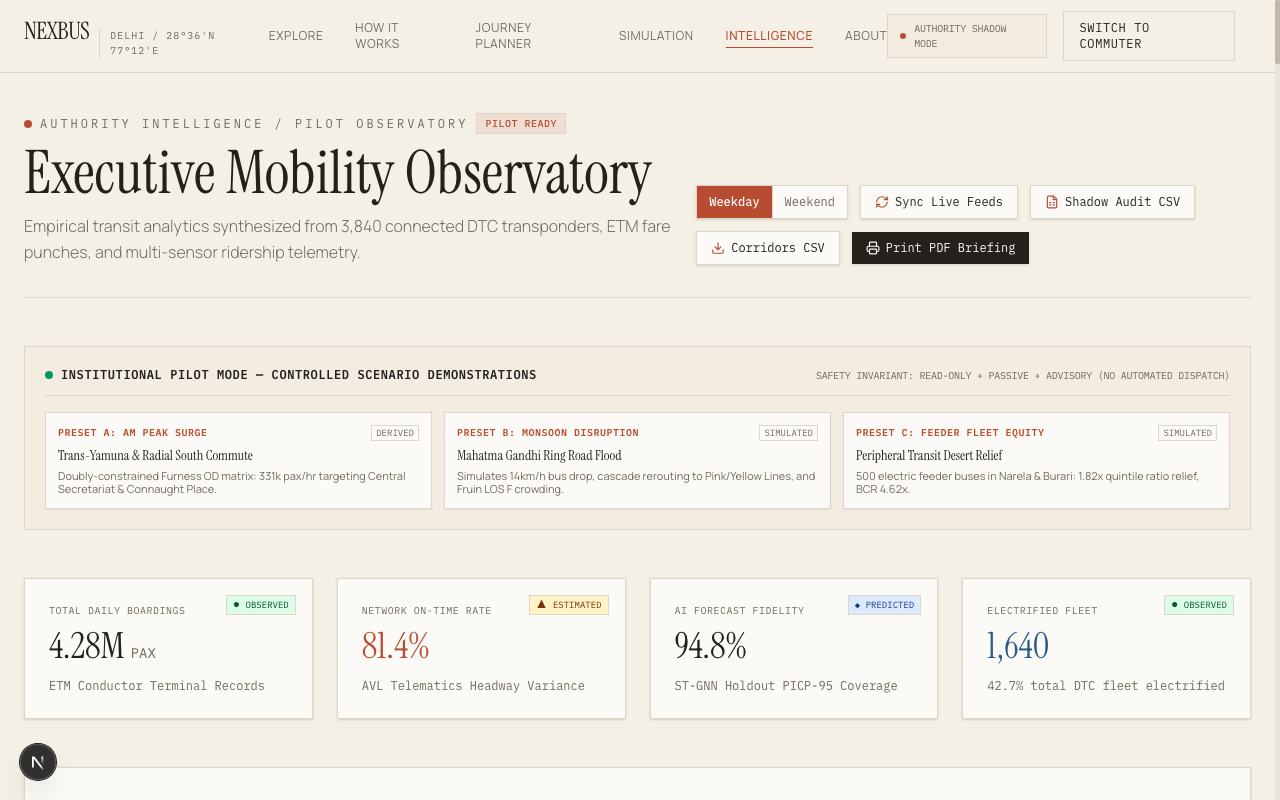 NEXBUS
DELHI / 28°36'N
77°12'E
EXPLORE
HOW IT
WORKS
JOURNEY
PLANNER
SIMULATION
INTELLIGENCE
ABOUT
AUTHORITY SHADOW
MODE
SWITCH TO
COMMUTER
AUTHORITY INTELLIGENCE / PILOT OBSERVATORY
PILOT READY
Executive Mobility Observatory
Empirical transit analytics synthesized from 3,840 connected DTC transponders, ETM fare
punches, and multi-sensor ridership telemetry.
Weekday
Weekend
Sync Live Feeds
Shadow Audit CSV
Corridors CSV
Print PDF Briefing
INSTITUTIONAL PILOT MODE — CONTROLLED SCENARIO DEMONSTRATIONS
SAFETY INVARIANT: READ-ONLY + PASSIVE + ADVISORY (NO AUTOMATED DISPATCH)
PRESET A: AM PEAK SURGE
DERIVED
Trans-Yamuna & Radial South Commute
Doubly-constrained Furness OD matrix: 331k pax/hr targeting Central
Secretariat & Connaught Place.
PRESET B: MONSOON DISRUPTION
SIMULATED
Mahatma Gandhi Ring Road Flood
Simulates 14km/h bus drop, cascade rerouting to Pink/Yellow Lines, and
Fruin LOS F crowding.
PRESET C: FEEDER FLEET EQUITY
SIMULATED
Peripheral Transit Desert Relief
500 electric feeder buses in Narela & Burari: 1.82x quintile ratio relief,
BCR 4.62x.
TOTAL DAILY BOARDINGS
● OBSERVED
4.28M PAX
ETM Conductor Terminal Records
NETWORK ON-TIME RATE
▲ ESTIMATED
81.4%
AVL Telematics Headway Variance
AI FORECAST FIDELITY
◆ PREDICTED
94.8%
ST-GNN Holdout PICP-95 Coverage
ELECTRIFIED FLEET
● OBSERVED
1,640
42.7% total DTC fleet electrified
N